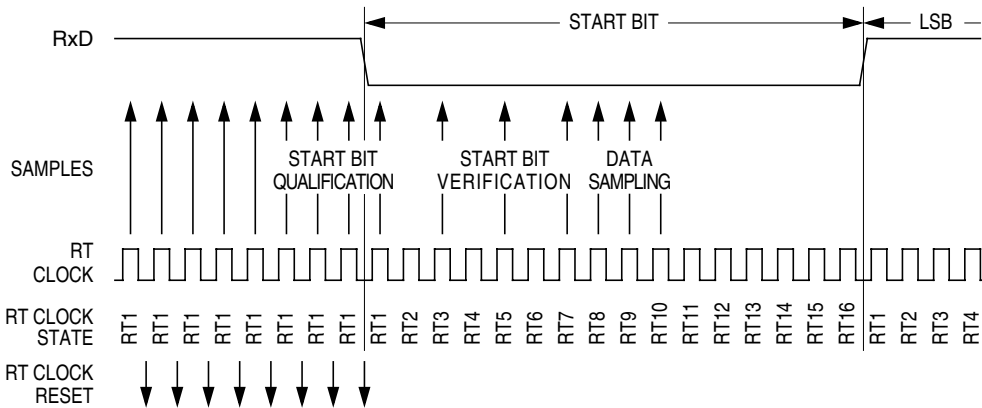 START BIT LSB
RxD
SAMPLES
START BIT QUALIFICATION
START BIT VERIFICATION
DATA SAMPLING
RT CLOCK
RT CLOCK STATE
RT1 RT1 RT1 RT1 RT1 RT1 RT1 RT1 RT1 RT2 RT3 RT4 RT5 RT6 RT7 RT8 RT9 RT10 RT11 RT12 RT13 RT14 RT15 RT16 RT1 RT2 RT3 RT4
RT CLOCK RESET